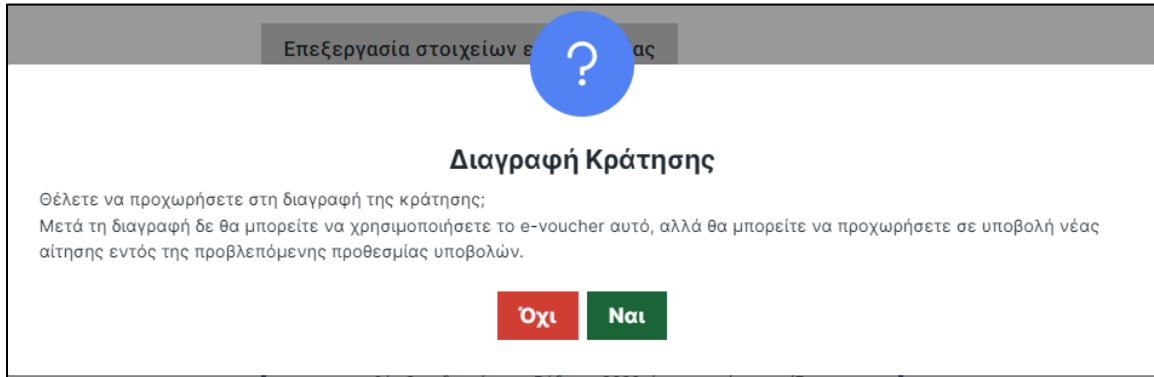 Επεξεργασία στοιχείων
?
Διαγραφή Κράτησης
Θέλετε να προχωρήσετε στη διαγραφή της κράτησης;
Μετά τη διαγραφή δε θα μπορείτε να χρησιμοποιήσετε το e-voucher αυτό, αλλά θα μπορείτε να προχωρήσετε σε υποβολή νέας
αίτησης εντός της προβλεπόμενης προθεσμίας υποβολών.
Όχι Ναι